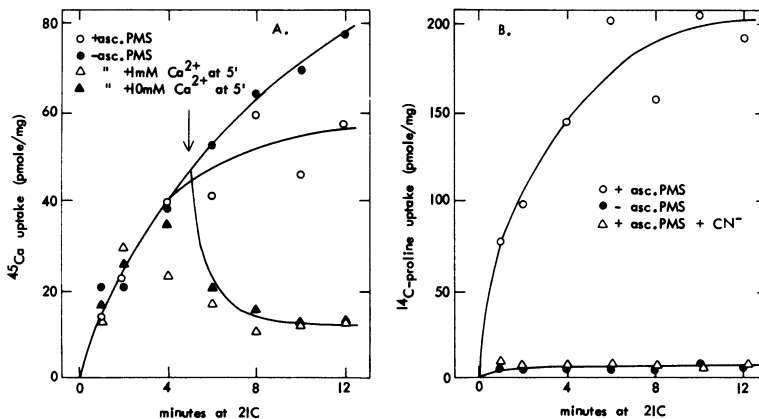 A.
○ +asc.PMS
● -asc.PMS
△ " +1mM Ca2+ at 5'
▲ " +10mM Ca2+ at 5'
80
60
40
20
0
45Ca uptake (pmole/mg)
0 4 8 12
minutes at 21C
B.
200
150
100
50
0
14C-proline uptake (pmole/mg)
○ + asc.PMS
● - asc.PMS
△ + asc.PMS + CN-
0 4 8 12
minutes at 21C